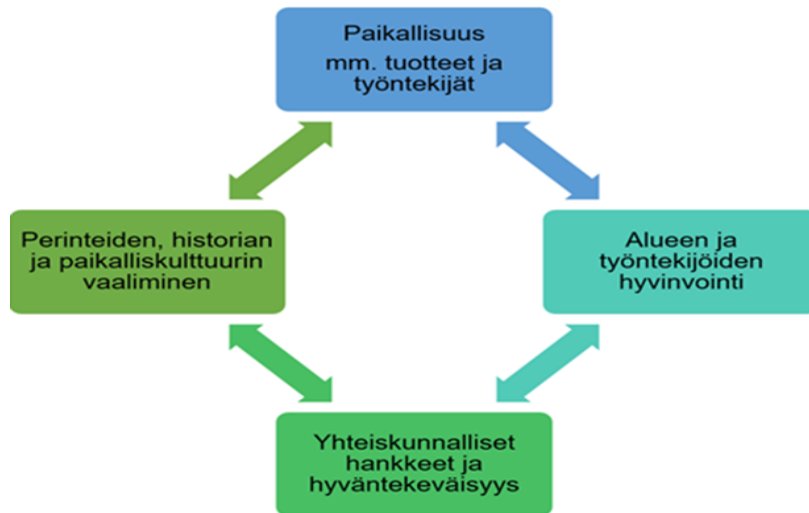 Paikallisuus
mm. tuotteet ja
työntekijät
Perinteiden, historian
ja paikalliskulttuurin
vaaliminen
Alueen ja
työntekijöiden
hyvinvointi
Yhteiskunnalliset
hankkeet ja
hyväntekeväisyys